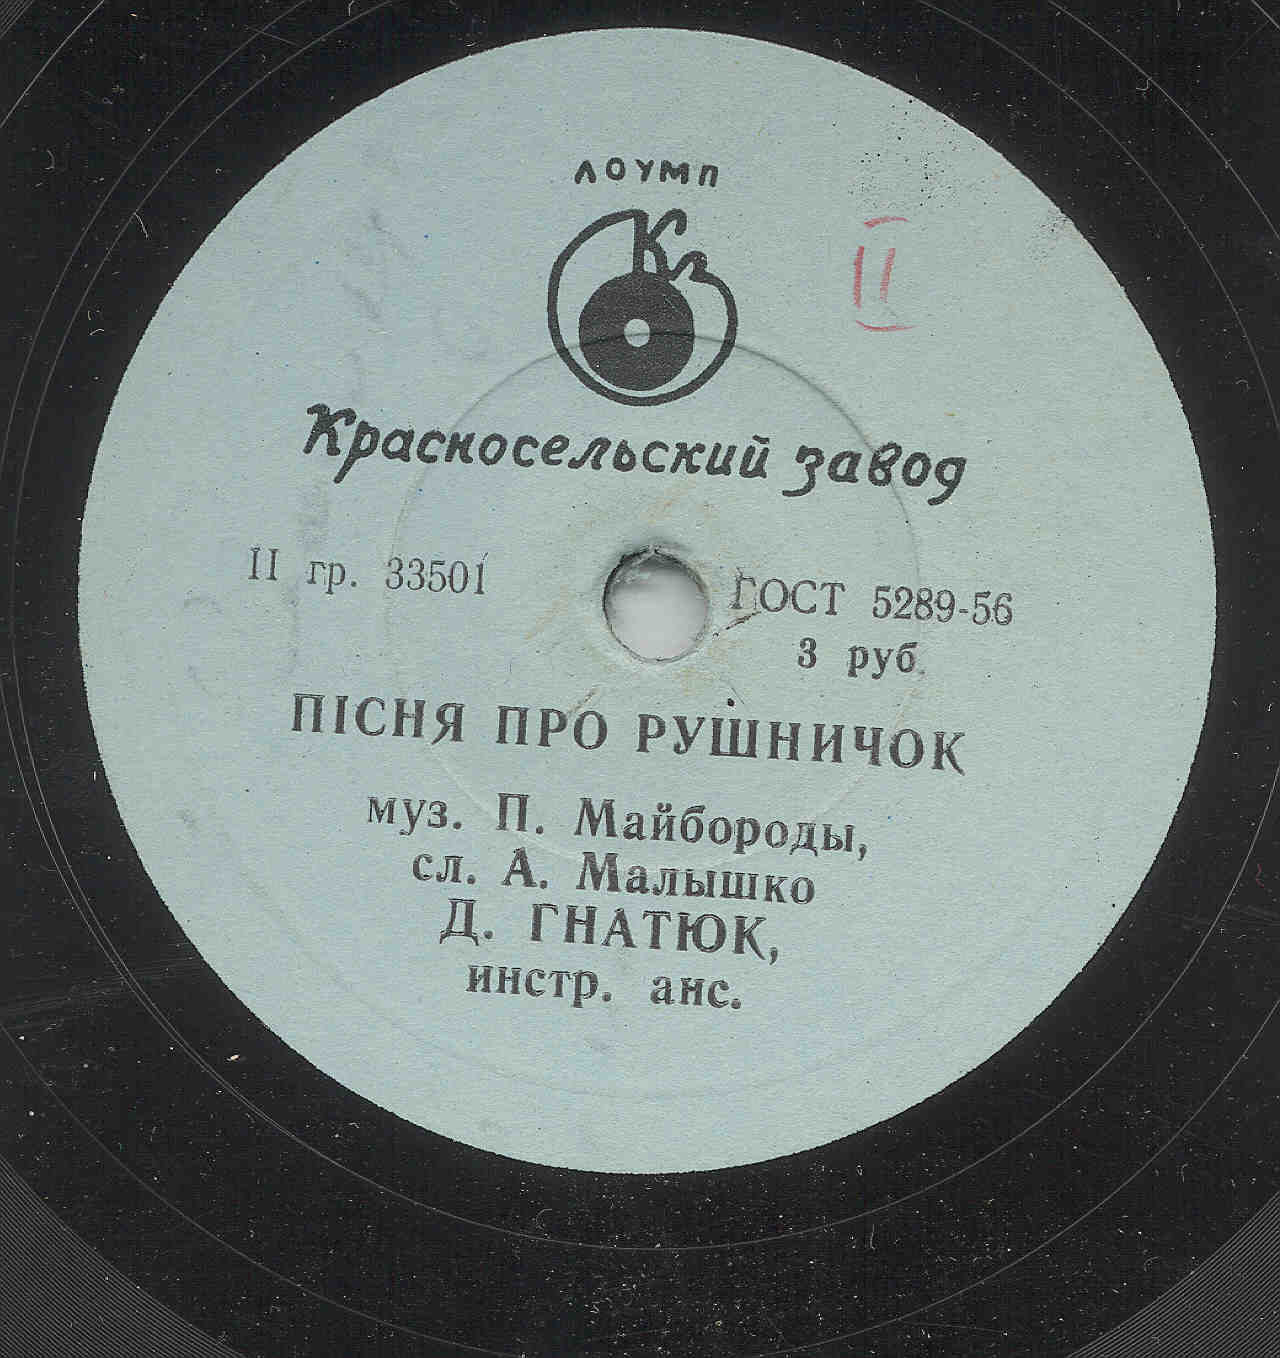 ЛОУМП
Кз
II
Красносельский завод
II гр. 33501
ГОСТ 5289-56
3 руб.
ПІСНЯ ПРО РУШНИЧОК
муз. П. Майбороды,
сл. А. Малышко
Д. ГНАТЮК,
инстр. анс.